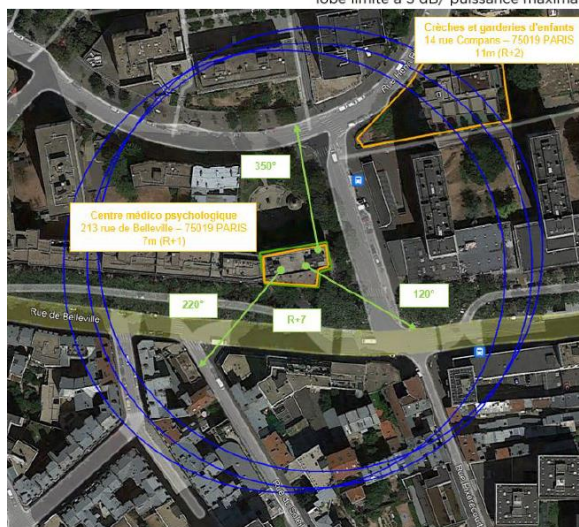 Lobe limité à 3 dB/ puissance maxima
Crèches et garderies d'enfants
14 rue Compans – 75019 PARIS
11m (R+2)
350°
Centre médico psychologique
213 rue de Belleville – 75019 PARIS
7m (R+1)
220°
120°
R+7
Rue de Belleville